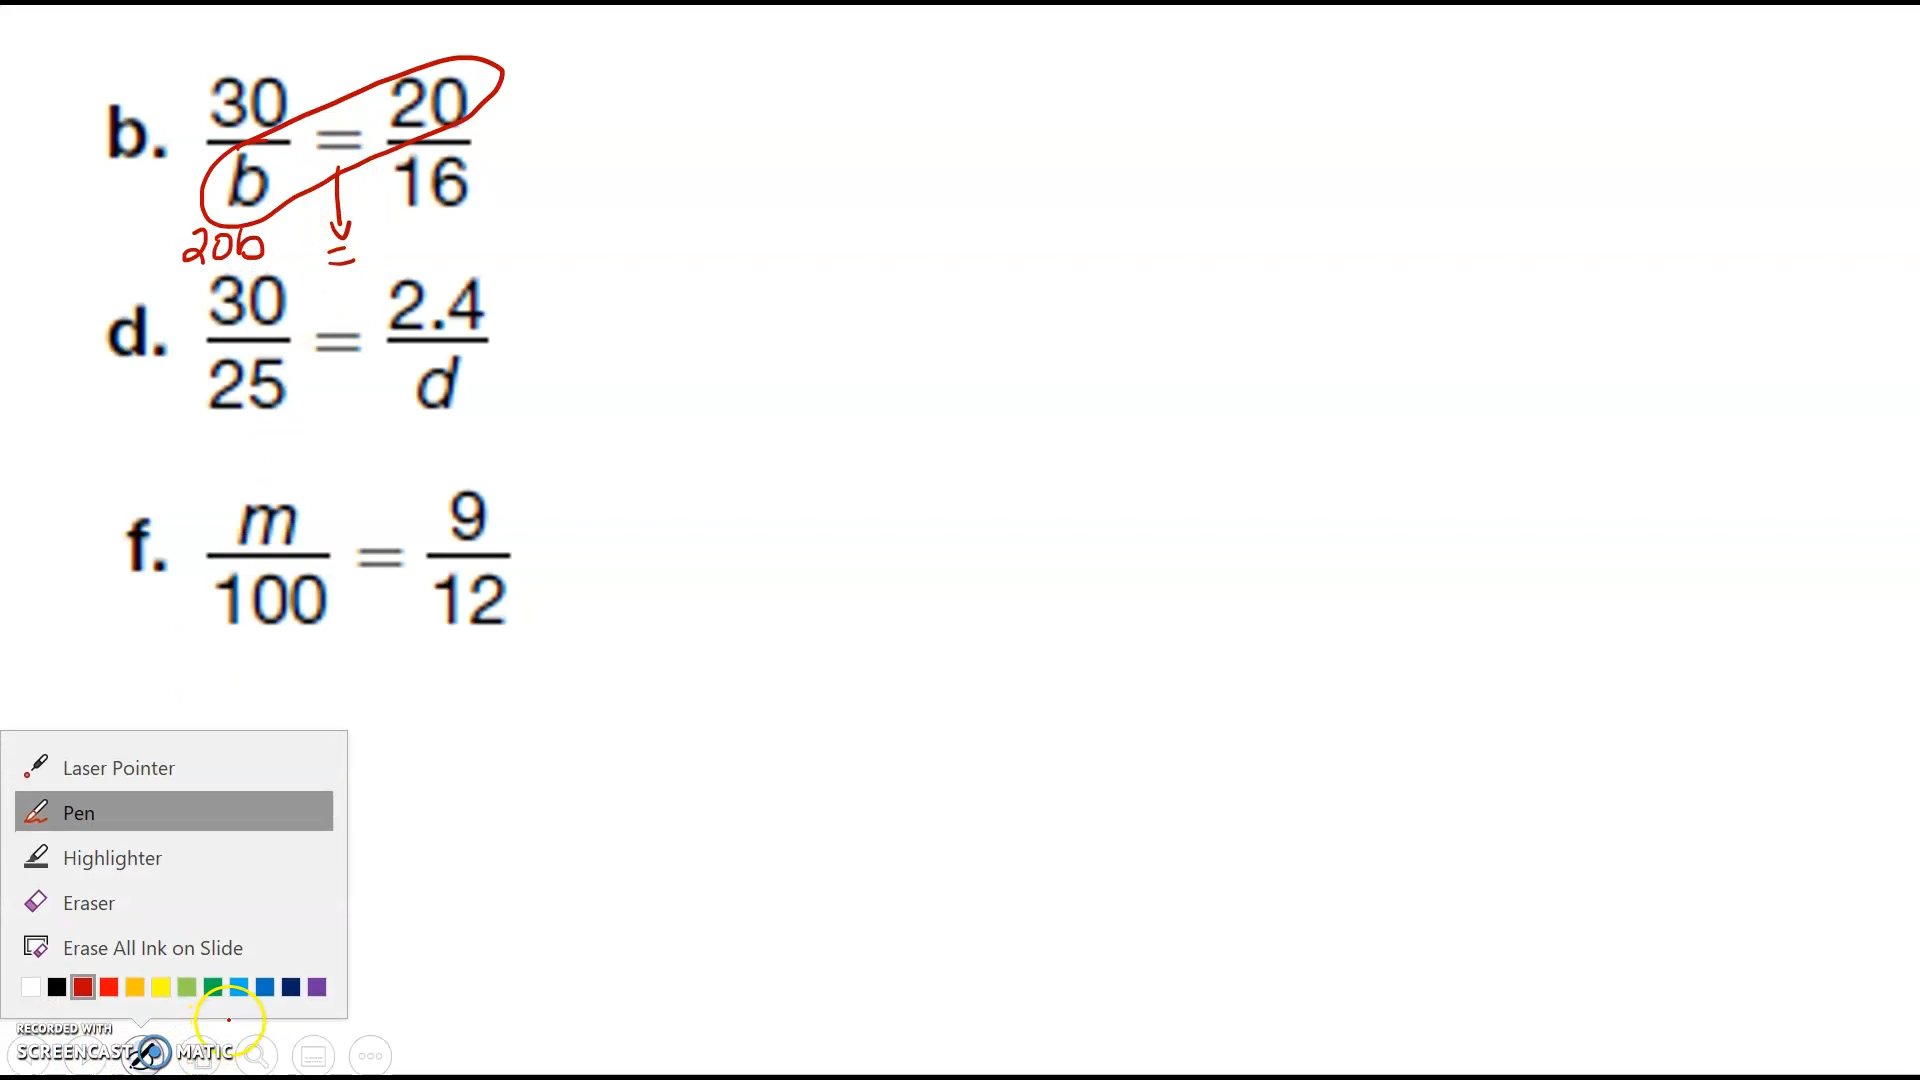 b. 30/b = 20/16
20b =
d. 30/25 = 2.4/d
f. m/100 = 9/12
Laser Pointer
Pen
Highlighter
Eraser
Erase All Ink on Slide
RECORDED WITH
SCREENCAST MATIC